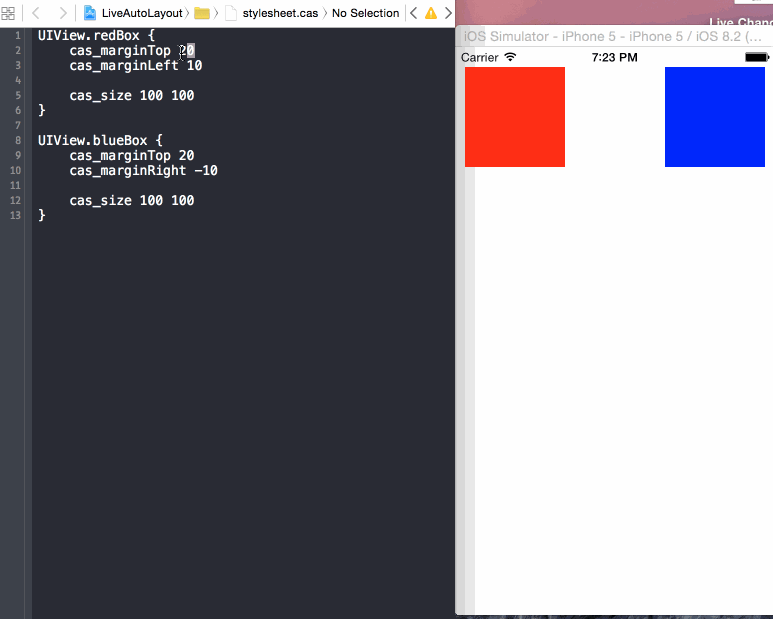 LiveAutoLayout stylesheet.cas No Selection
1 UIView.redBox {
2 cas_marginTop 20
3 cas_marginLeft 10
4
5 cas_size 100 100
6 }
7
8 UIView.blueBox {
9 cas_marginTop 20
10 cas_marginRight -10
11
12 cas_size 100 100
13 }
Live Chang
iOS Simulator - iPhone 5 - iPhone 5 / iOS 8.2 (...
Carrier 7:23 PM